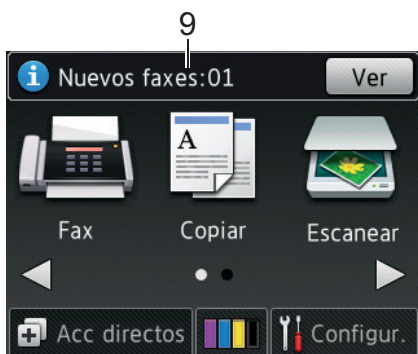 9
Nuevos faxes:01 Ver
A
Fax Copiar Escanear
Acc directos Configur.